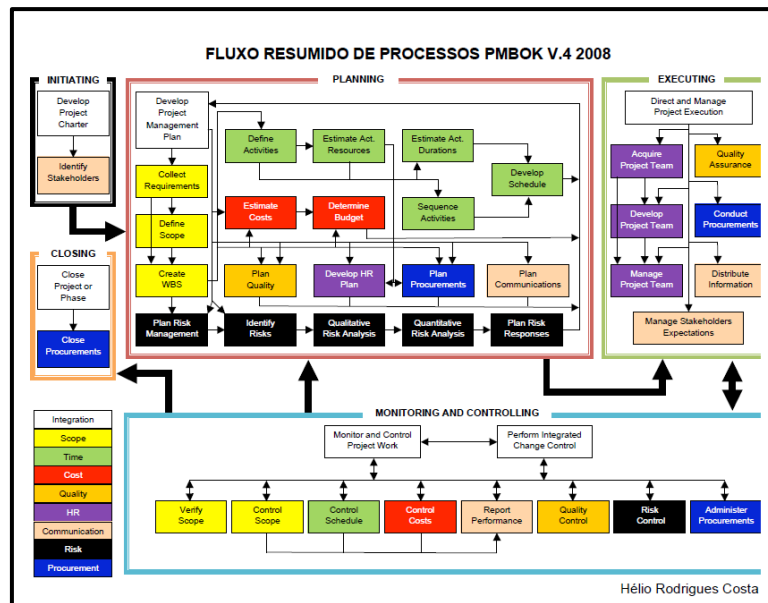 FLUXO RESUMIDO DE PROCESSOS PMBOK V.4 2008
INITIATING
Develop
Project
Charter
Identify
Stakeholders
PLANNING
Develop
Project
Management
Plan
Define
Activities
Estimate Act.
Resources
Estimate Act.
Durations
Develop
Schedule
Collect
Requirements
Estimate
Costs
Determine
Budget
Sequence
Activities
Define
Scope
Create
WBS
Plan
Quality
Develop HR
Plan
Plan
Procurements
Plan
Communications
Plan Risk
Management
Identify
Risks
Qualitative
Risk Analysis
Quantitative
Risk Analysis
Plan Risk
Responses
EXECUTING
Direct and Manage
Project Execution
Acquire
Project Team
Quality
Assurance
Develop
Project Team
Conduct
Procurements
Manage
Project Team
Distribute
Information
Manage Stakeholders
Expectations
CLOSING
Close
Project or
Phase
Close
Procurements
MONITORING AND CONTROLLING
Monitor and Control
Project Work
Perform Integrated
Change Control
Verify
Scope
Control
Scope
Control
Schedule
Control
Costs
Report
Performance
Quality
Control
Risk
Control
Administer
Procurements
Integration
Scope
Time
Cost
Quality
HR
Communication
Risk
Procurement
Hélio Rodrigues Costa